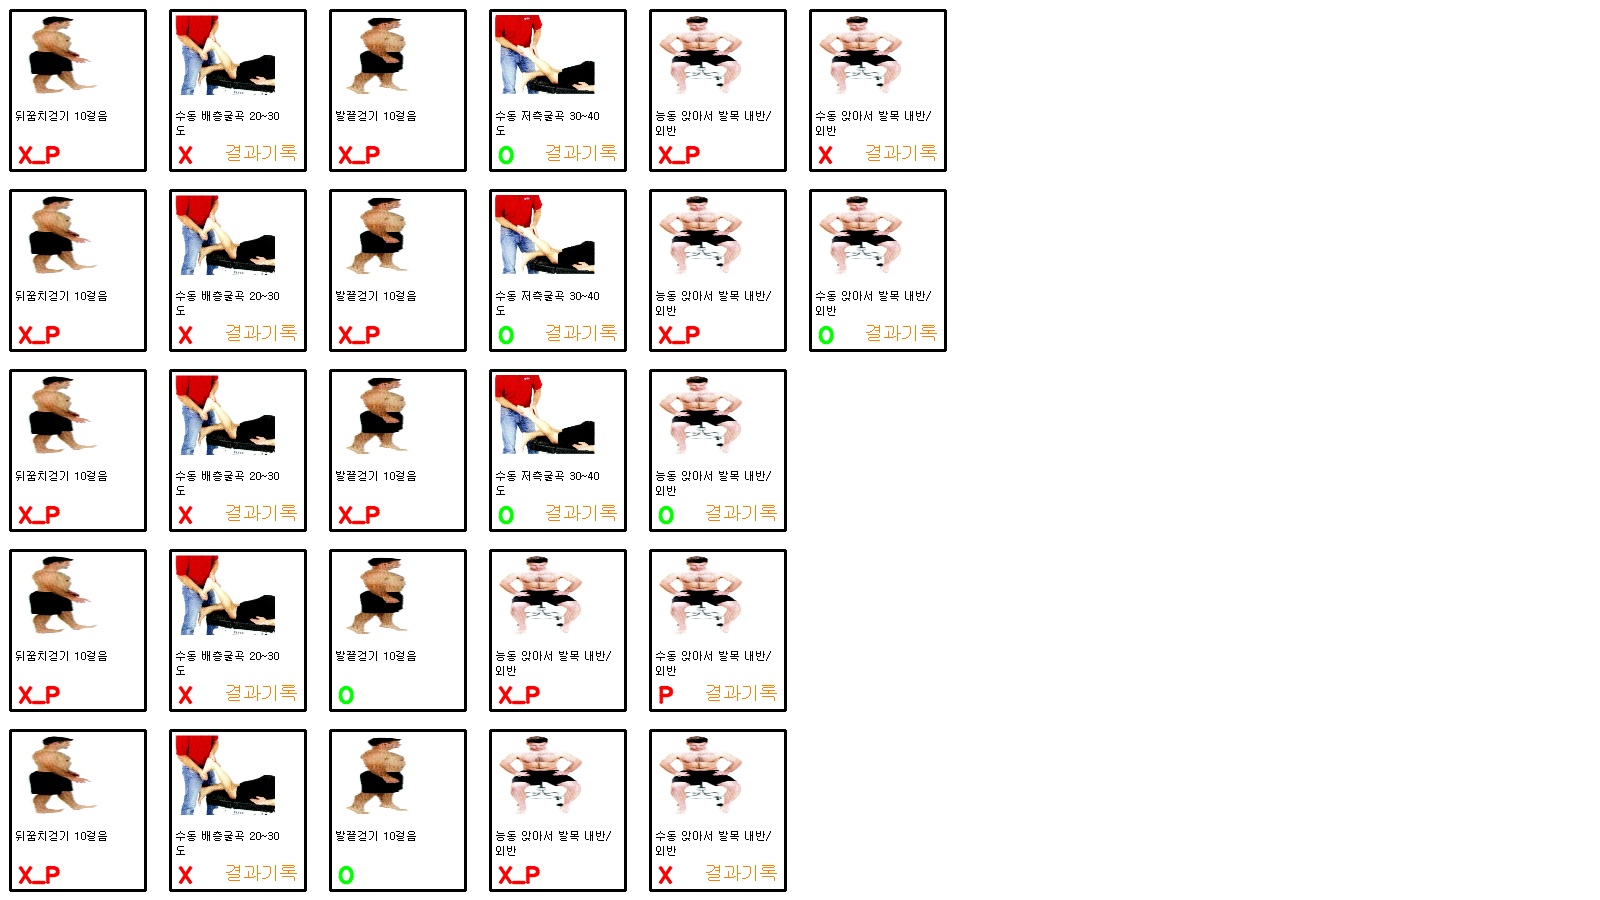 뒤꿈치걷기 10걸음
X_P
수동 배층굴곡 20~30
도
X 결과기록
발끝걷기 10걸음
X_P
수동 저측굴곡 30~40
도
O 결과기록
능동 앉아서 발목 내반/
외반
X_P
수동 앉아서 발목 내반/
외반
X 결과기록
뒤꿈치걷기 10걸음
X_P
수동 배층굴곡 20~30
도
X 결과기록
발끝걷기 10걸음
X_P
수동 저측굴곡 30~40
도
O 결과기록
능동 앉아서 발목 내반/
외반
X_P
수동 앉아서 발목 내반/
외반
O 결과기록
뒤꿈치걷기 10걸음
X_P
수동 배층굴곡 20~30
도
X 결과기록
발끝걷기 10걸음
X_P
수동 저측굴곡 30~40
도
O 결과기록
능동 앉아서 발목 내반/
외반
O 결과기록
뒤꿈치걷기 10걸음
X_P
수동 배층굴곡 20~30
도
X 결과기록
발끝걷기 10걸음
O
능동 앉아서 발목 내반/
외반
X_P
수동 앉아서 발목 내반/
외반
P 결과기록
뒤꿈치걷기 10걸음
X_P
수동 배층굴곡 20~30
도
X 결과기록
발끝걷기 10걸음
O
능동 앉아서 발목 내반/
외반
X_P
수동 앉아서 발목 내반/
외반
X 결과기록